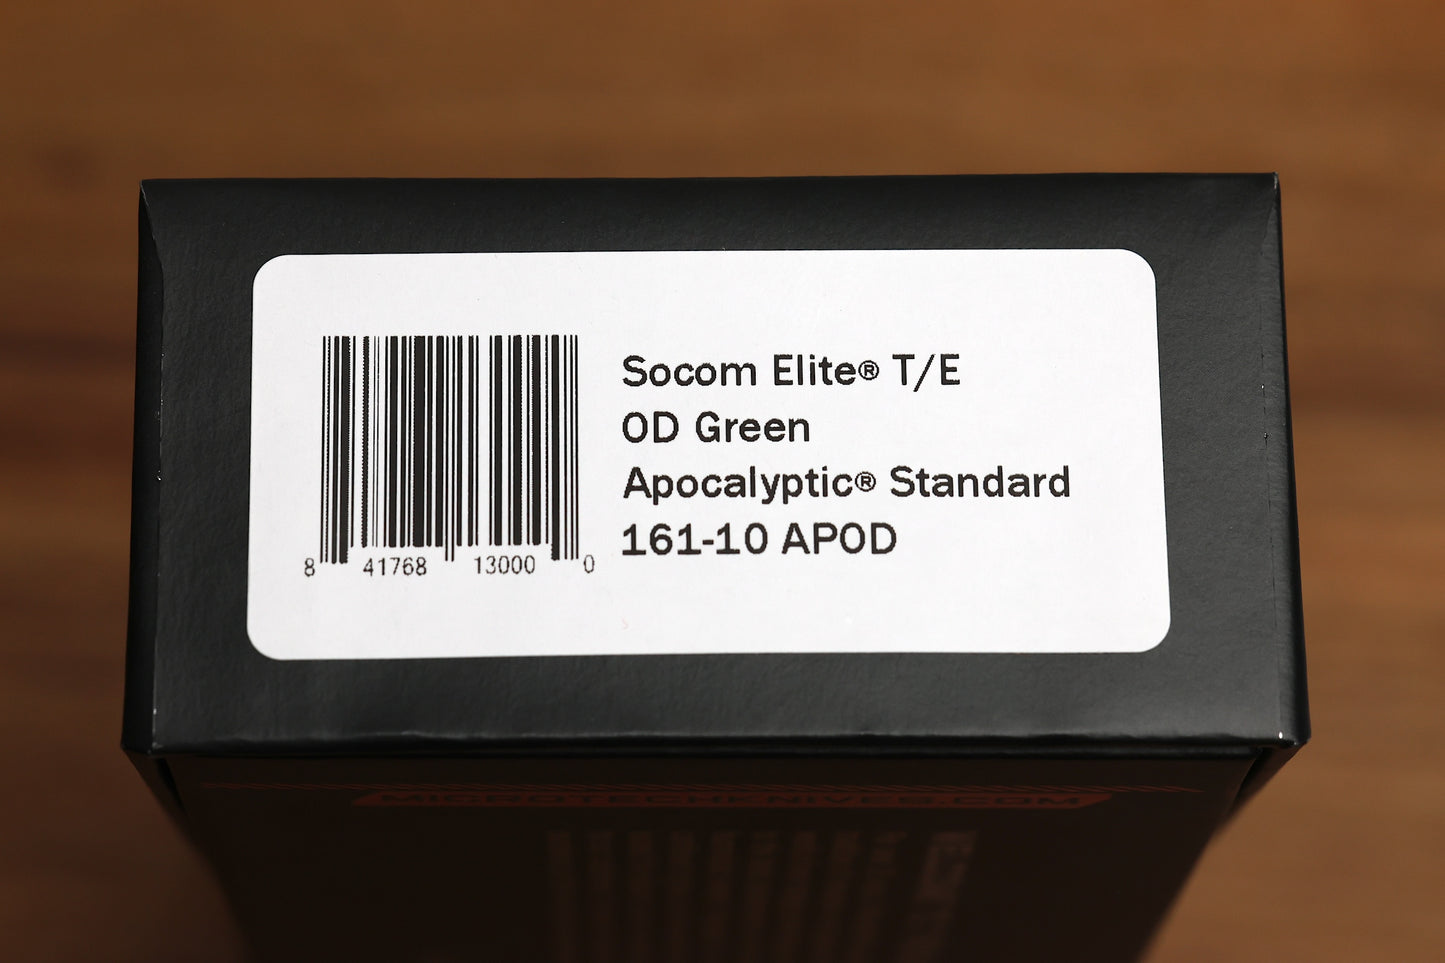 Socom Elite® T/E
OD Green
Apocalyptic® Standard
161-10 APOD
8 41768 13000 0
MICROTECHKNIVES.COM